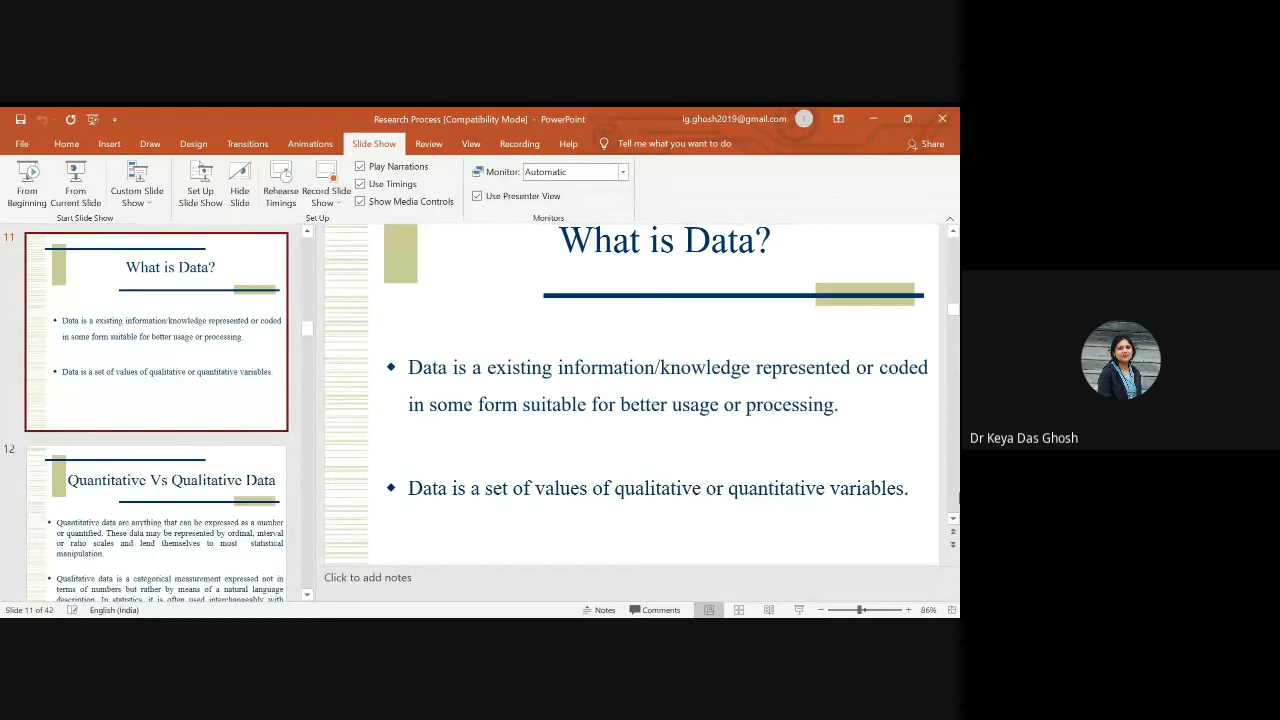 Research Process [Compatibility Mode] - PowerPoint
ig.ghosh2019@gmail.com
File Home Insert Draw Design Transitions Animations Slide Show Review View Recording Help Tell me what you want to do Share
From Beginning
From Current Slide
Custom Slide Show
Set Up Slide Show
Hide Slide
Rehearse Timings
Record Slide Show
Play Narrations
Use Timings
Show Media Controls
Monitor: Automatic
Use Presenter View
Start Slide Show
Set Up
Monitors
11
What is Data?
Data is a existing information/knowledge represented or coded
in some form suitable for better usage or processing.
Data is a set of values of qualitative or quantitative variables.
12
Quantitative Vs Qualitative Data
Quantitative data are anything that can be expressed as a number
or quantified. These data may be represented by ordinal, interval
or ratio scales and lend themselves to most statistical
manipulation.
Qualitative data is a categorical measurement expressed not in
terms of numbers but rather by means of a natural language
description. In statistics, it is often used interchangeably with
What is Data?
Data is a existing information/knowledge represented or coded
in some form suitable for better usage or processing.
Data is a set of values of qualitative or quantitative variables.
Click to add notes
Slide 11 of 42 English (India) Notes Comments 86%
Dr Keya Das Ghosh